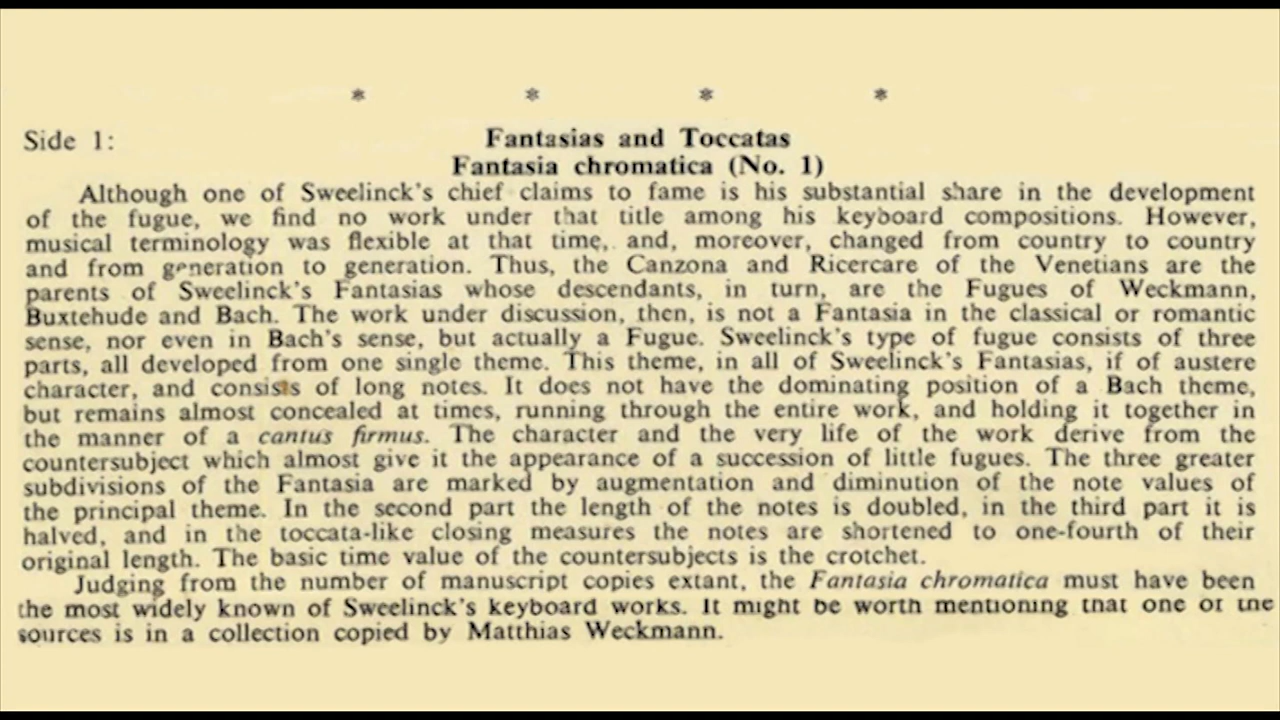 * * * *
Side 1:
Fantasias and Toccatas
Fantasia chromatica (No. 1)
Although one of Sweelinck's chief claims to fame is his substantial share in the development
of the fugue, we find no work under that title among his keyboard compositions. However,
musical terminology was flexible at that time, and, moreover, changed from country to country
and from generation to generation. Thus, the Canzona and Ricercare of the Venetians are the
parents of Sweelinck's Fantasias whose descendants, in turn, are the Fugues of Weckmann,
Buxtehude and Bach. The work under discussion, then, is not a Fantasia in the classical or romantic
sense, nor even in Bach's sense, but actually a Fugue. Sweelinck's type of fugue consists of three
parts, all developed from one single theme. This theme, in all of Sweelinck's Fantasias, if of austere
character, and consists of long notes. It does not have the dominating position of a Bach theme,
but remains almost concealed at times, running through the entire work, and holding it together in
the manner of a cantus firmus. The character and the very life of the work derive from the
countersubject which almost give it the appearance of a succession of little fugues. The three greater
subdivisions of the Fantasia are marked by augmentation and diminution of the note values of
the principal theme. In the second part the length of the notes is doubled, in the third part it is
halved, and in the toccata-like closing measures the notes are shortened to one-fourth of their
original length. The basic time value of the countersubjects is the crotchet.
Judging from the number of manuscript copies extant, the Fantasia chromatica must have been
the most widely known of Sweelinck's keyboard works. It might be worth mentioning that one of the
sources is in a collection copied by Matthias Weckmann.